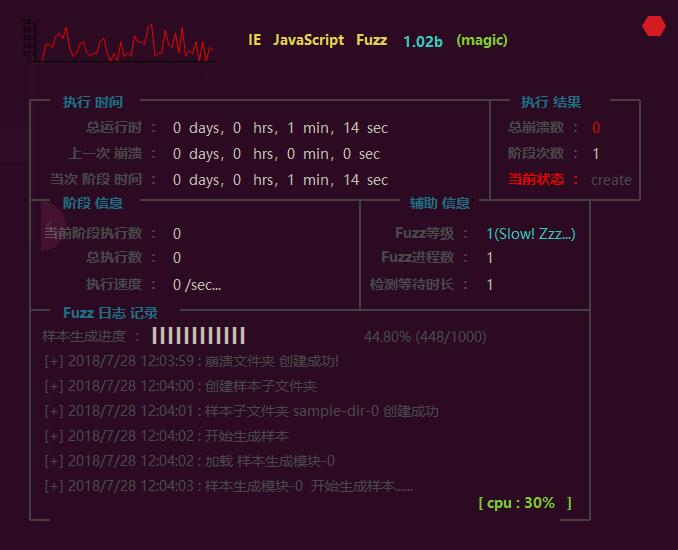 IE JavaScript Fuzz 1.02b (magic)
执行 时间
执行 结果
总运行时 : 0 days, 0 hrs, 1 min, 14 sec
总崩溃数 : 0
上一次 崩溃 : 0 days, 0 hrs, 0 min, 0 sec
阶段次数 : 1
当次 阶段 时间 : 0 days, 0 hrs, 1 min, 14 sec
当前状态 : create
阶段 信息
辅助 信息
当前阶段执行数 : 0
Fuzz等级 : 1(Slow! Zzz...)
总执行数 : 0
Fuzz进程数 : 1
执行速度 : 0 /sec...
检测等待时长 : 1
Fuzz 日志 记录
样本生成进度 : 44.80% (448/1000)
[+] 2018/7/28 12:03:59 : 崩溃文件夹 创建成功!
[+] 2018/7/28 12:04:00 : 创建样本子文件夹
[+] 2018/7/28 12:04:01 : 样本子文件夹 sample-dir-0 创建成功
[+] 2018/7/28 12:04:02 : 开始生成样本
[+] 2018/7/28 12:04:02 : 加载 样本生成模块-0
[+] 2018/7/28 12:04:03 : 样本生成模块-0 开始生成样本......
[ cpu : 30% ]